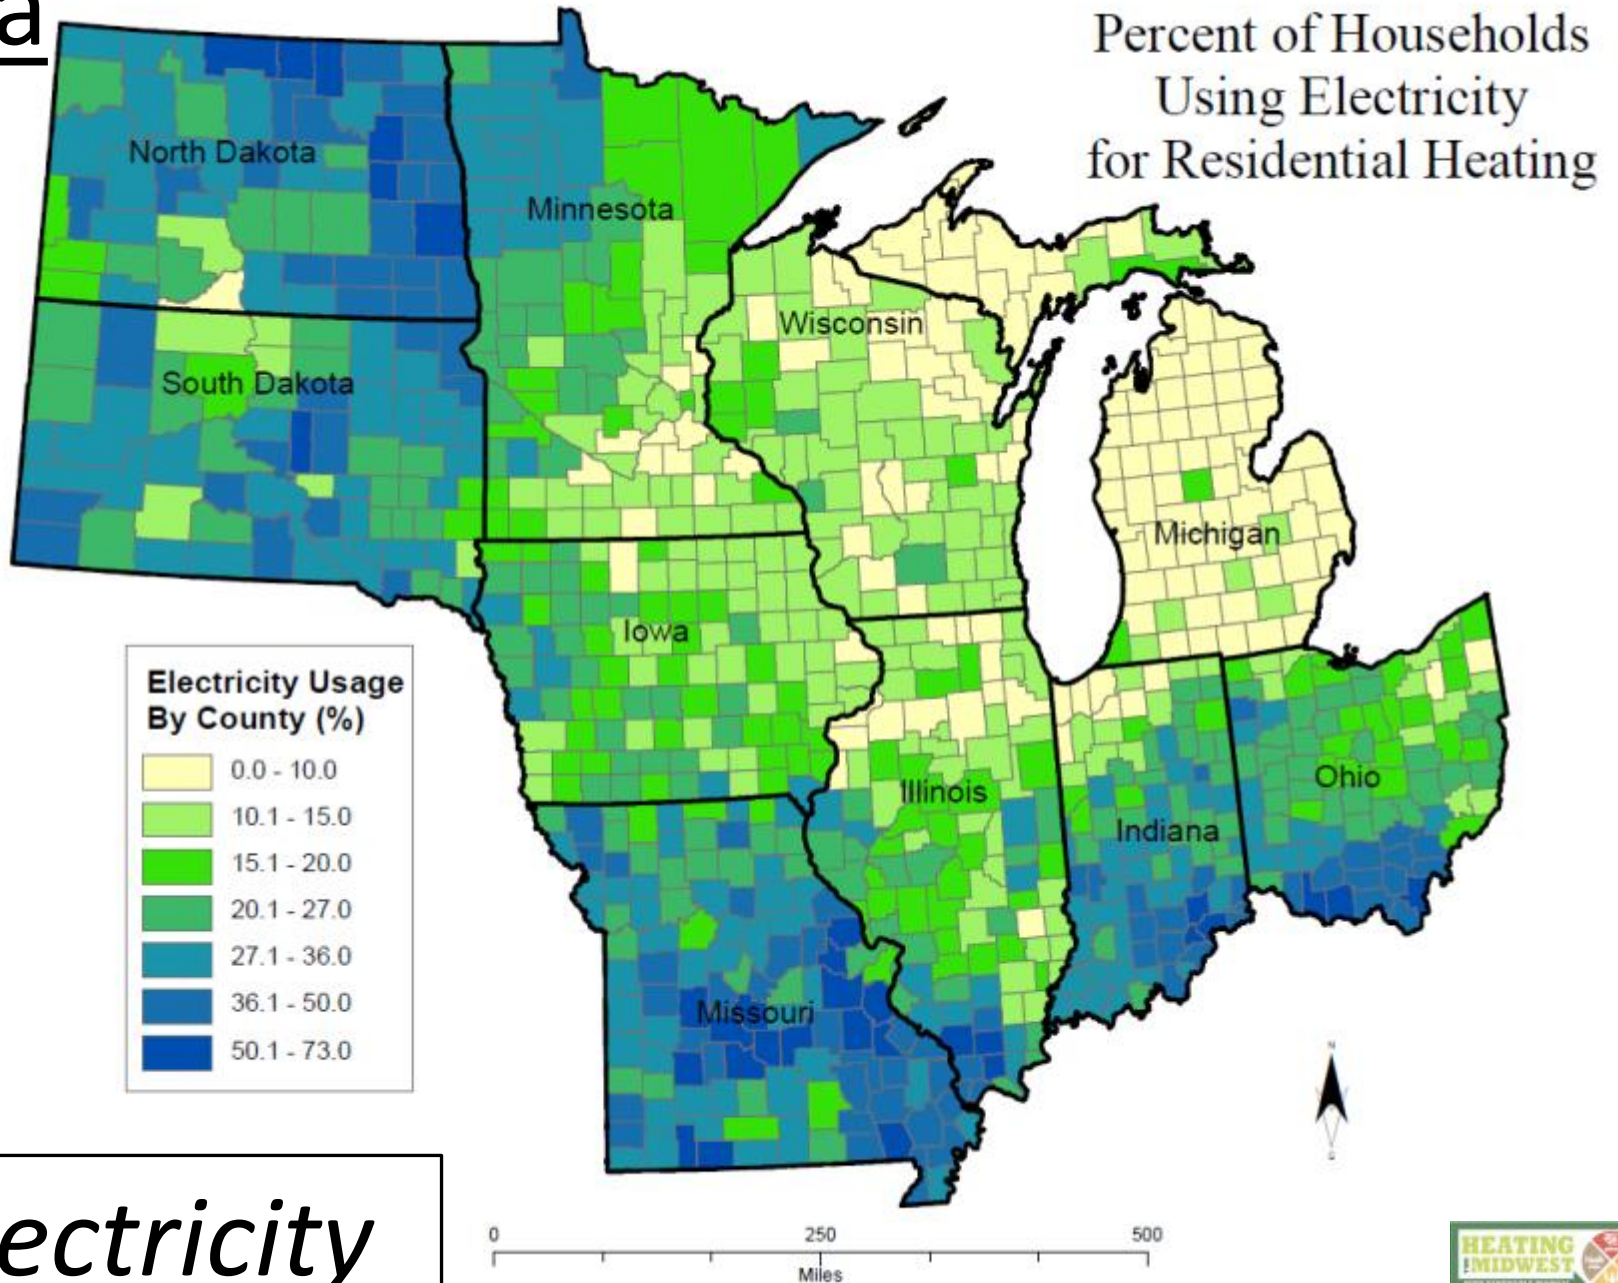 a
Percent of Households
Using Electricity
for Residential Heating
North Dakota
Minnesota
Wisconsin
South Dakota
Michigan
Iowa
Illinois
Ohio
Indiana
Missouri
Electricity Usage
By County (%)
0.0 - 10.0
10.1 - 15.0
15.1 - 20.0
20.1 - 27.0
27.1 - 36.0
36.1 - 50.0
50.1 - 73.0
N
S
ectricity
0 250 500
Miles
HEATING
THE MIDWEST